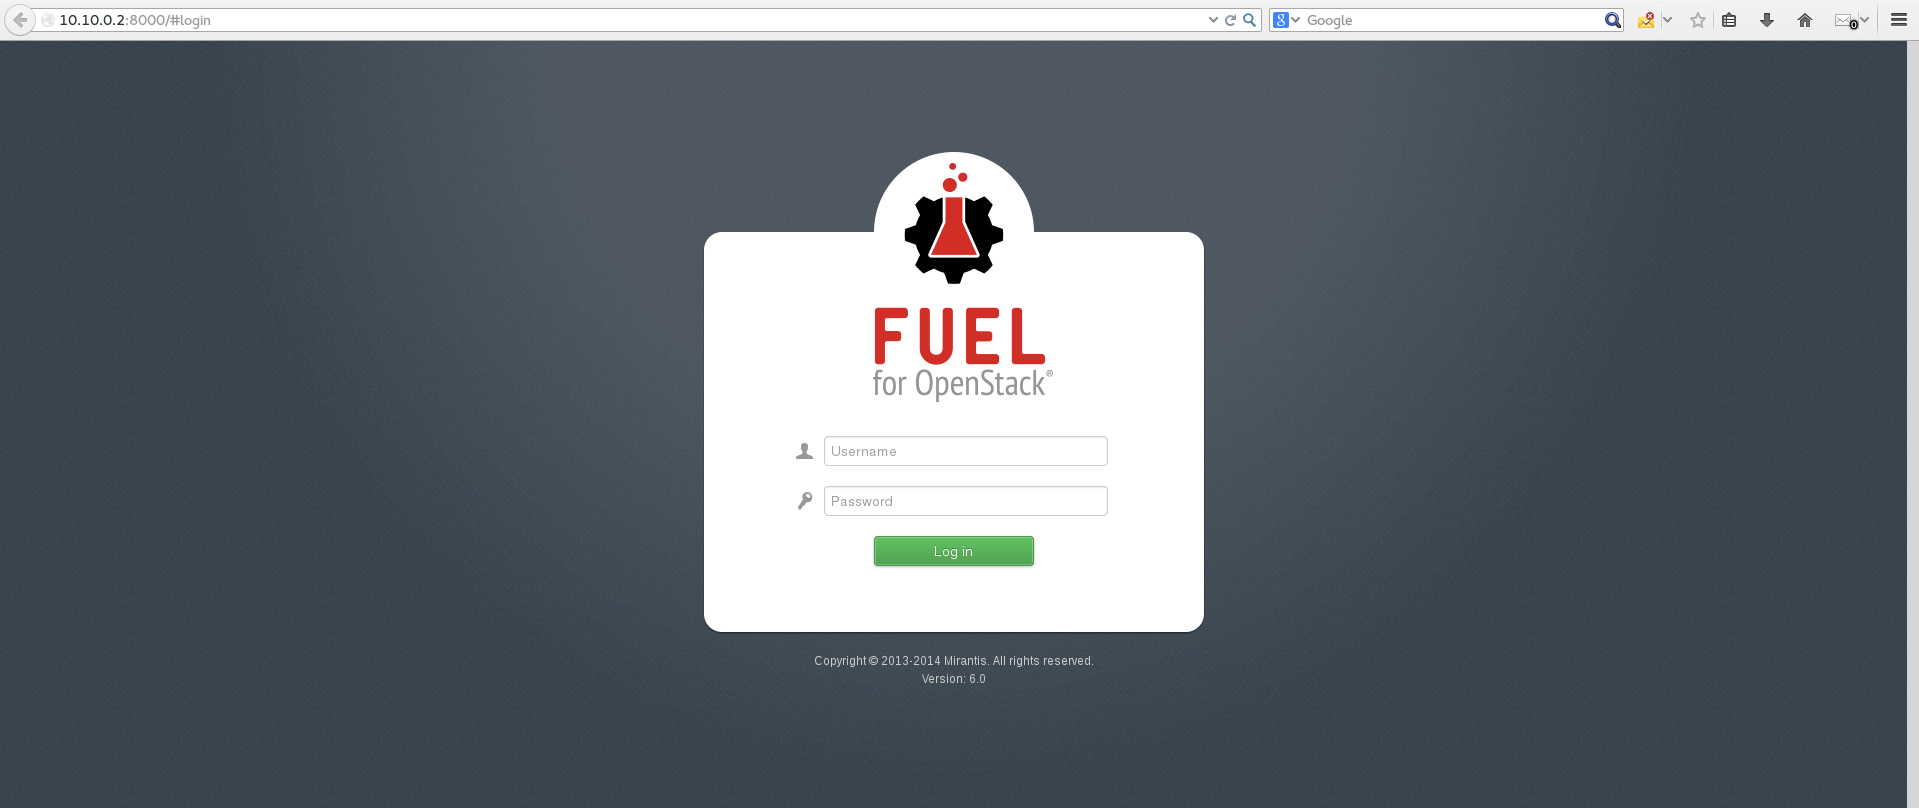 10.10.0.2:8000/#login
8
Google
0
FUEL
for OpenStack®
Username
Password
Log in
Copyright © 2013-2014 Mirantis. All rights reserved.
Version: 6.0